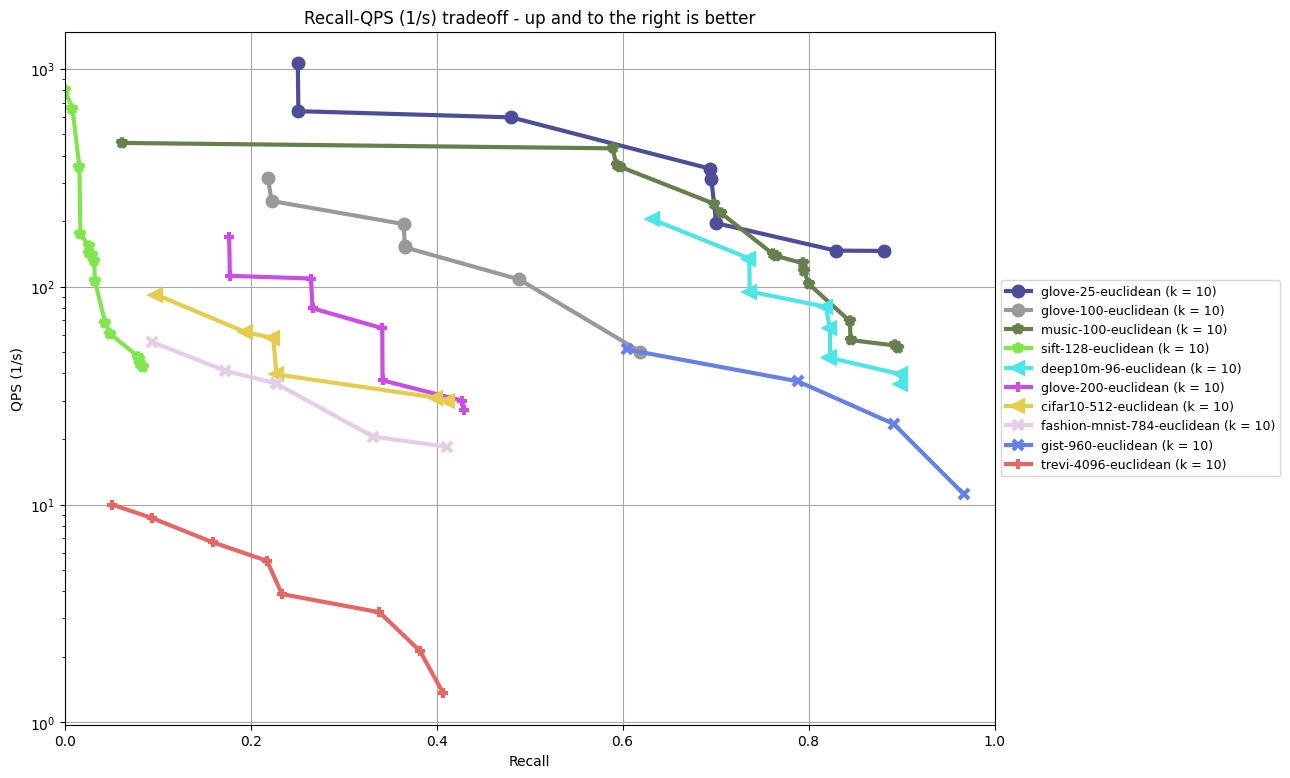 Recall-QPS (1/s) tradeoff - up and to the right is better
QPS (1/s)
10³
10²
10¹
10⁰
0.0 0.2 0.4 0.6 0.8 1.0
Recall
glove-25-euclidean (k = 10)
glove-100-euclidean (k = 10)
music-100-euclidean (k = 10)
sift-128-euclidean (k = 10)
deep10m-96-euclidean (k = 10)
glove-200-euclidean (k = 10)
cifar10-512-euclidean (k = 10)
fashion-mnist-784-euclidean (k = 10)
gist-960-euclidean (k = 10)
trevi-4096-euclidean (k = 10)